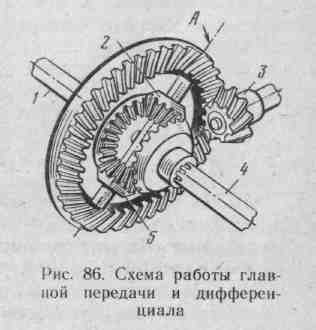 2
А
3
1
4
5
Рис. 86. Схема работы глав-
ной передачи и дифферен-
циала